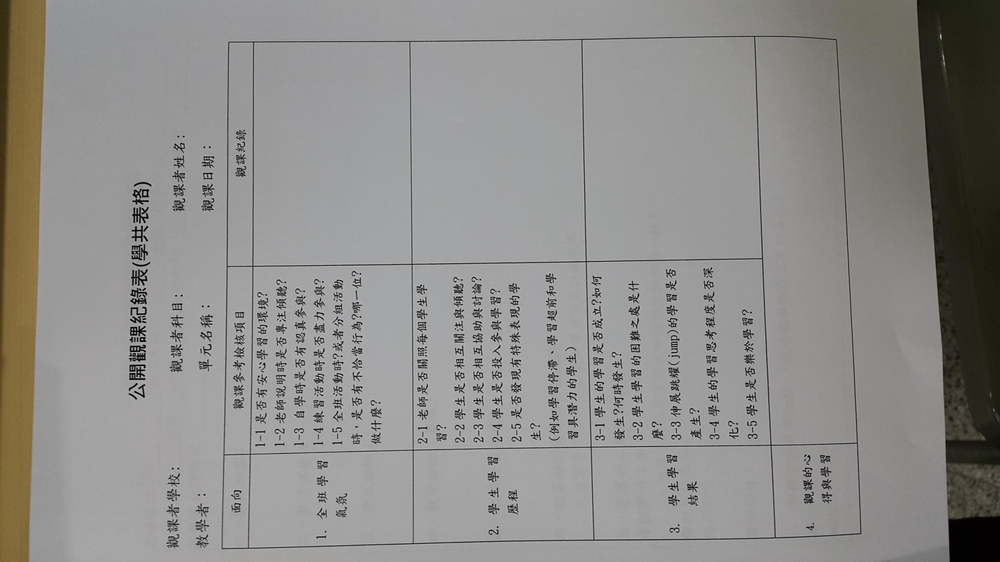 公開觀課紀錄表(學共表格)
觀課者學校： 觀課者科目： 觀課者姓名：
教學者： 單元名稱： 觀課日期：
面向 觀課參考檢核項目 觀課紀錄
1. 全班學習
氣氛
1-1 是否有安心學習的環境?
1-2 老師說明時是否專注傾聽?
1-3 自學時是否有認真參與?
1-4 練習活動時是否盡力參與?
1-5 全班活動時?或者分組活動
時，是否有不恰當行為?哪一位?
做什麼?
2. 學生學習
歷程
2-1 老師是否關照每個學生學
習?
2-2 學生是否相互關注與傾聽?
2-3 學生是否相互協助與討論?
2-4 學生是否投入參與學習?
2-5 是否發現有特殊表現的學
生?
(例如學習停滯、學習超前和學
習具潛力的學生)
3. 學生學習
結果
3-1 學生的學習是否成立?如何
發生?何時發生?
3-2 學生學習的困難之處是什
麼?
3-3 伸展跳耀(jump)的學習是否
產生?
3-4 學生的學習思考程度是否深
化?
3-5 學生是否樂於學習?
4. 觀課的心
得與學習